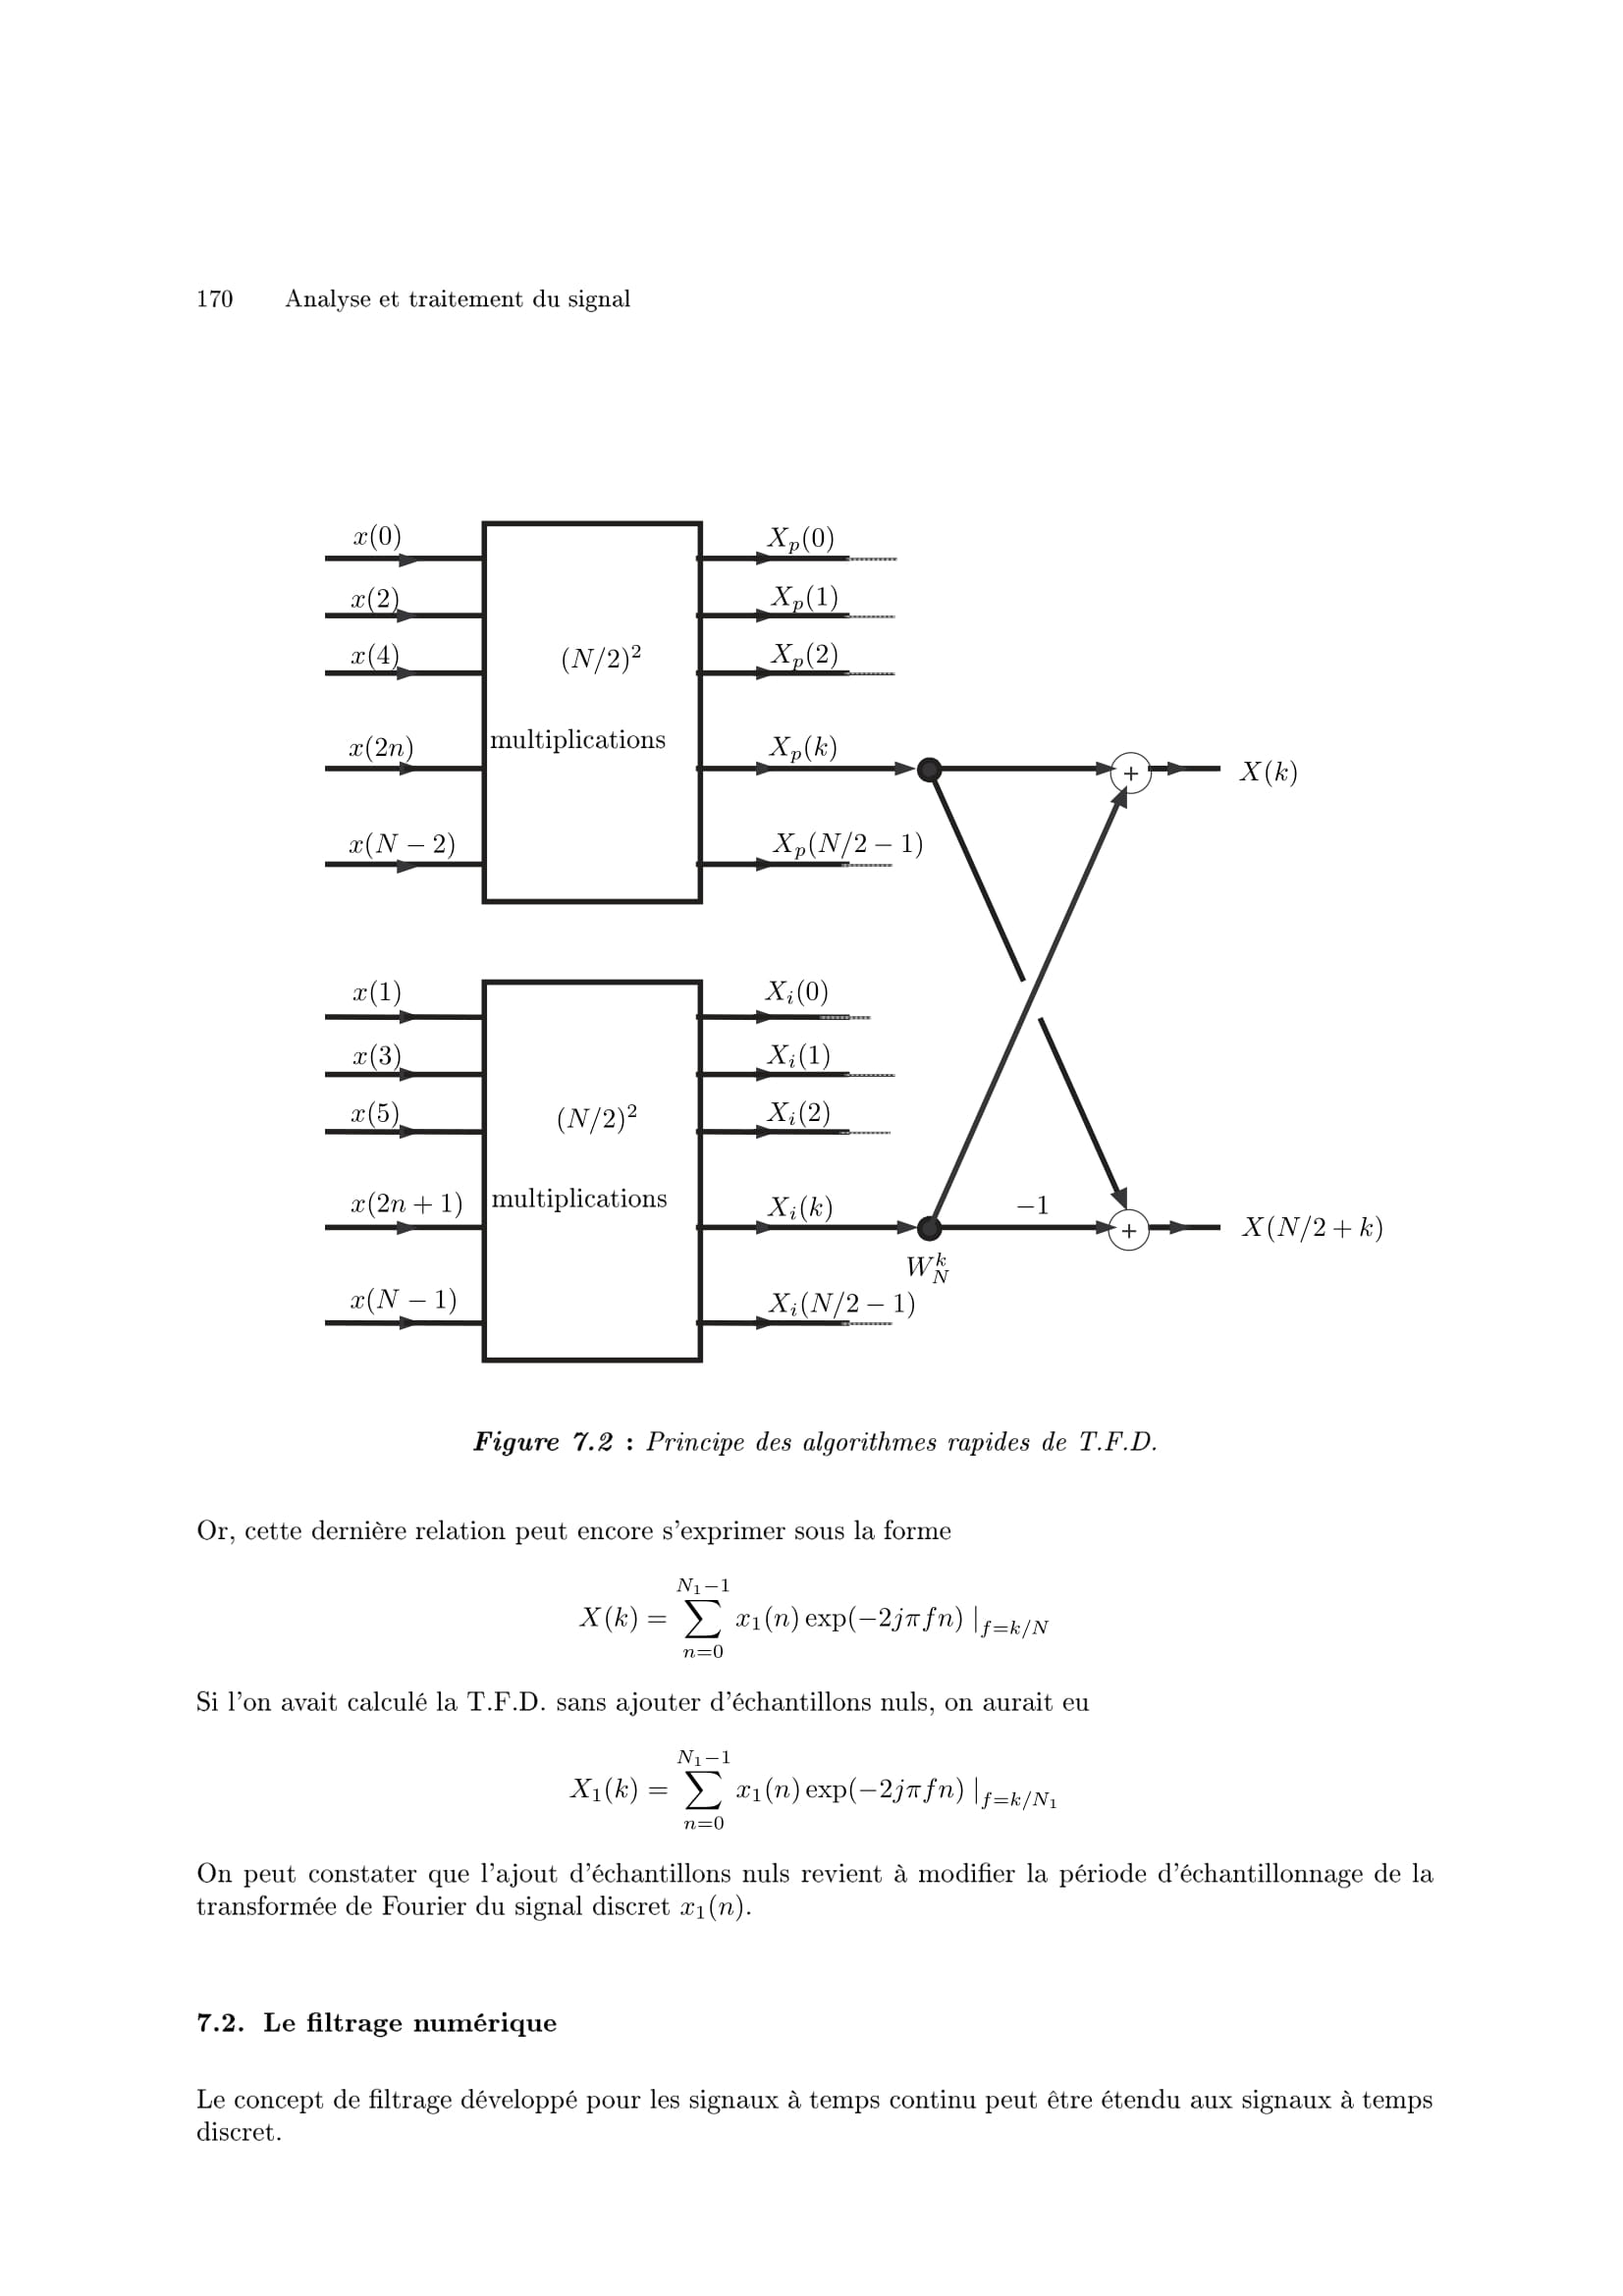 170 Analyse et traitement du signal
x(0)
x(2)
x(4)
x(2n)
x(N − 2)
(N/2)²
multiplications
X_p(0)
X_p(1)
X_p(2)
X_p(k)
X_p(N/2 − 1)
+
X(k)
x(1)
x(3)
x(5)
x(2n + 1)
x(N − 1)
(N/2)²
multiplications
X_i(0)
X_i(1)
X_i(2)
X_i(k)
X_i(N/2 − 1)
W_N^k
−1
+
X(N/2 + k)
Figure 7.2 : Principe des algorithmes rapides de T.F.D.
Or, cette dernière relation peut encore s'exprimer sous la forme
X(k) = ∑_{n=0}^{N_1−1} x_1(n) exp(−2jπfn) |_{f=k/N}
Si l'on avait calculé la T.F.D. sans ajouter d'échantillons nuls, on aurait eu
X_1(k) = ∑_{n=0}^{N_1−1} x_1(n) exp(−2jπfn) |_{f=k/N_1}
On peut constater que l'ajout d'échantillons nuls revient à modifier la période d'échantillonnage de la
transformée de Fourier du signal discret x_1(n).
7.2. Le filtrage numérique
Le concept de filtrage développé pour les signaux à temps continu peut être étendu aux signaux à temps
discret.